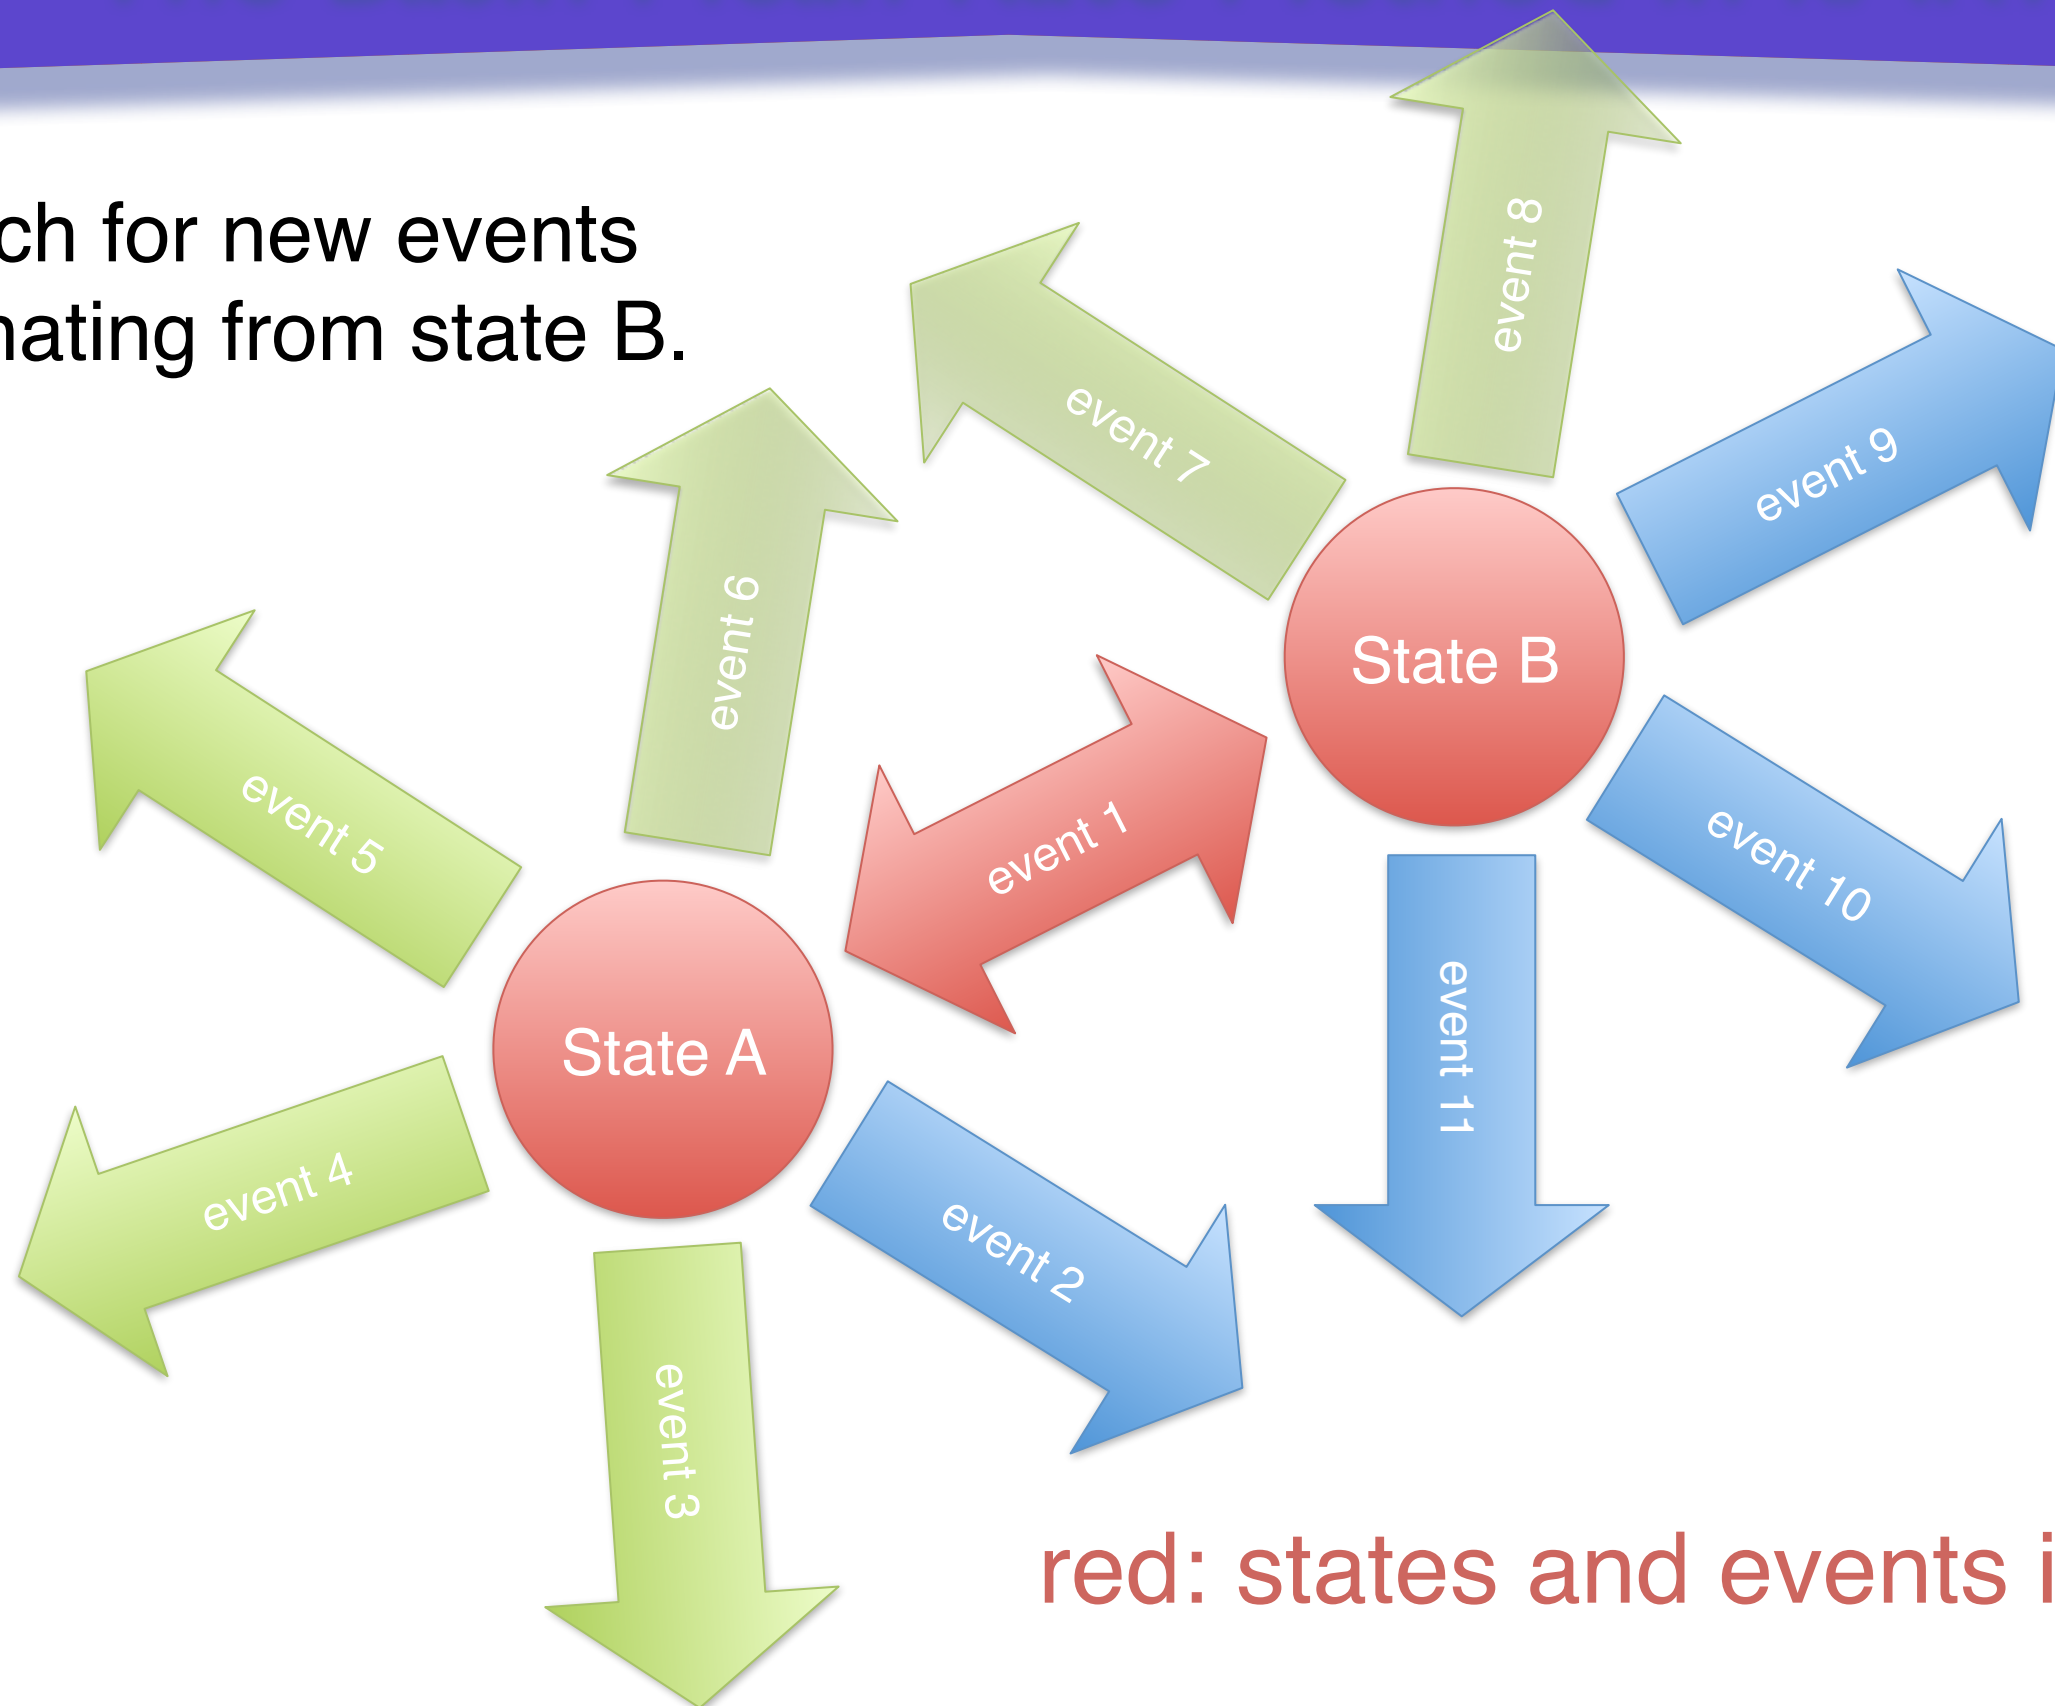 ch for new events
nating from state B.
event 8
event 7
event 9
event 6
State B
event 1
event 5
event 10
event 11
State A
event 4
event 2
event 3
red: states and events i